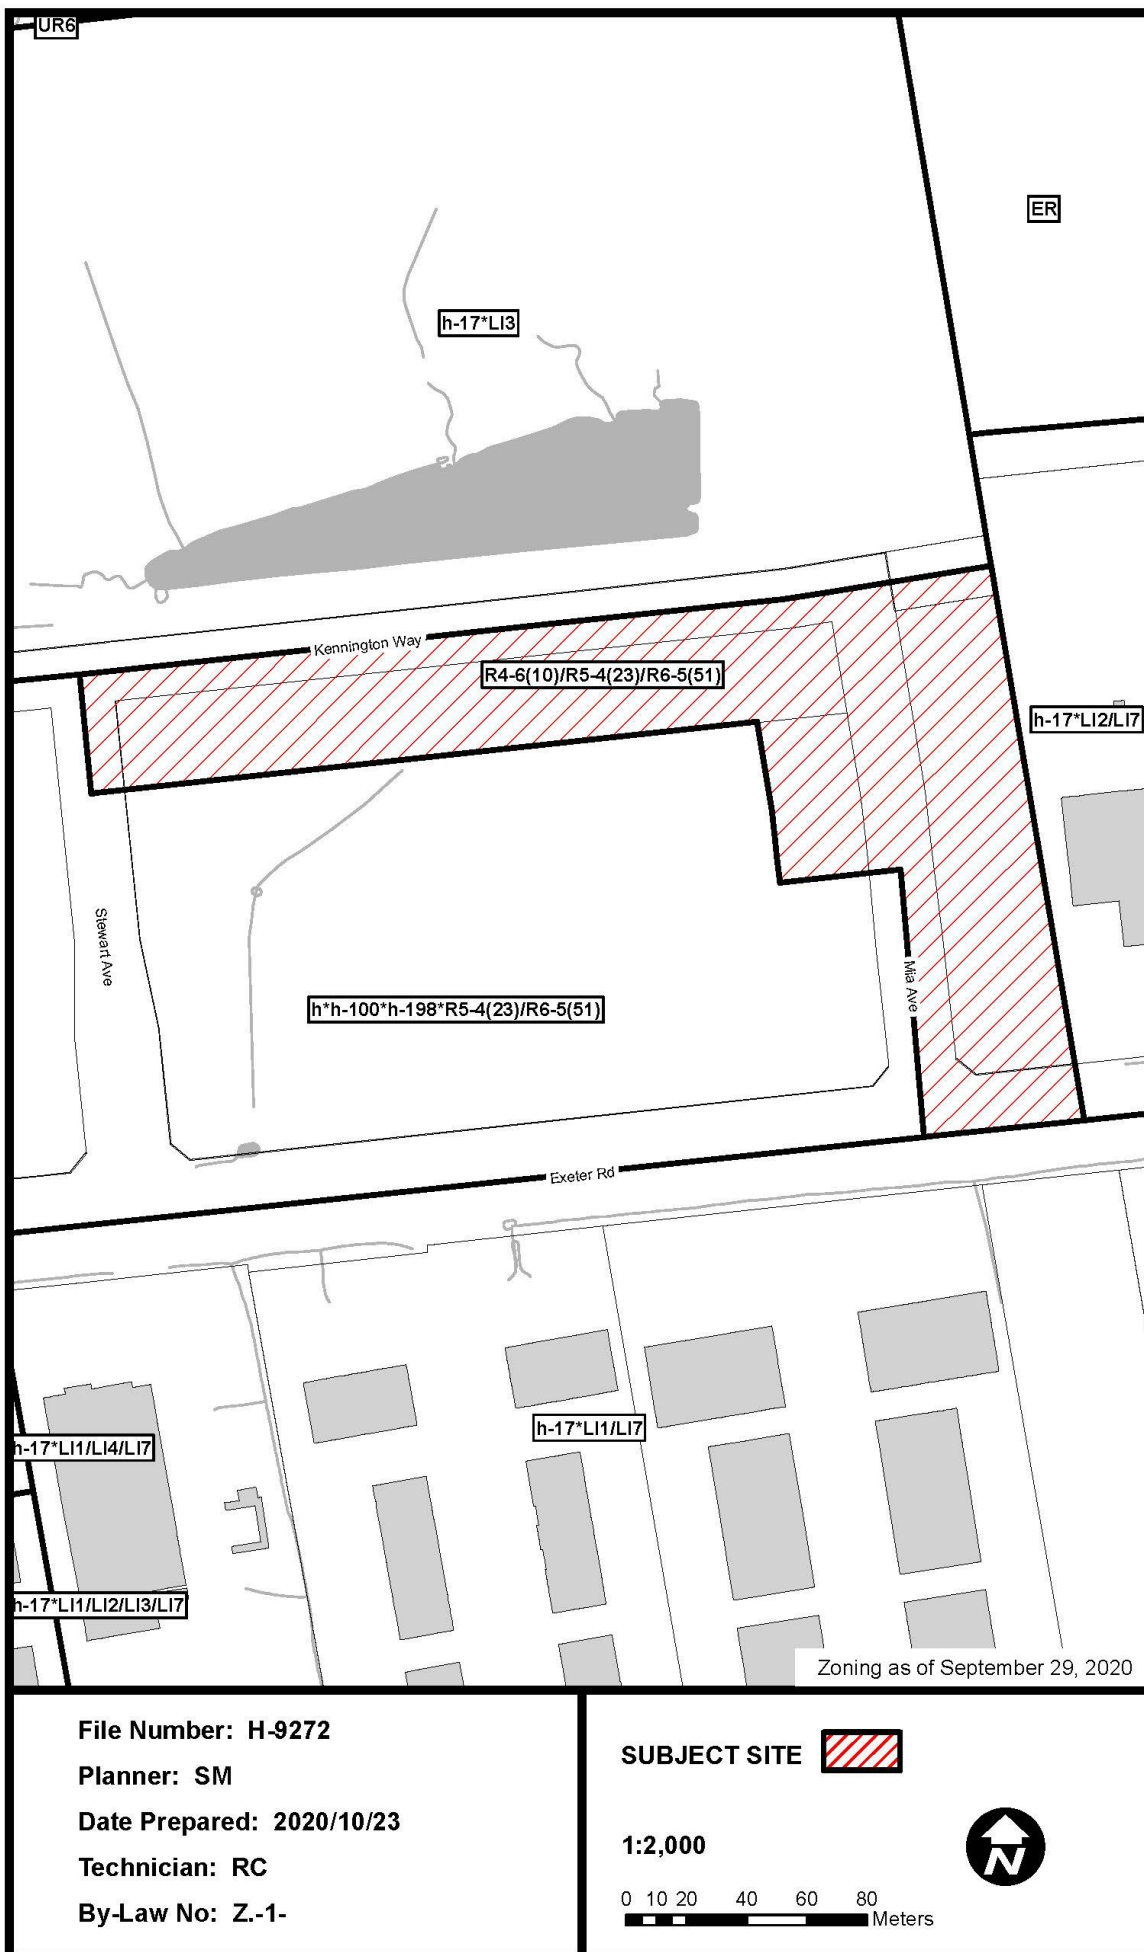 UR6
ER
h-17*LI3
Kennington Way
R4-6(10)/R5-4(23)/R6-5(51)
h-17*LI2/LI7
Stewart Ave
Mia Ave
h*h-100*h-198*R5-4(23)/R6-5(51)
Exeter Rd
h-17*LI1/LI7
h-17*LI1/LI4/LI7
h-17*LI1/LI2/LI3/LI7
Zoning as of September 29, 2020
File Number: H-9272
Planner: SM
Date Prepared: 2020/10/23
Technician: RC
By-Law No: Z.-1-
SUBJECT SITE
1:2,000
N
0 10 20 40 60 80
Meters